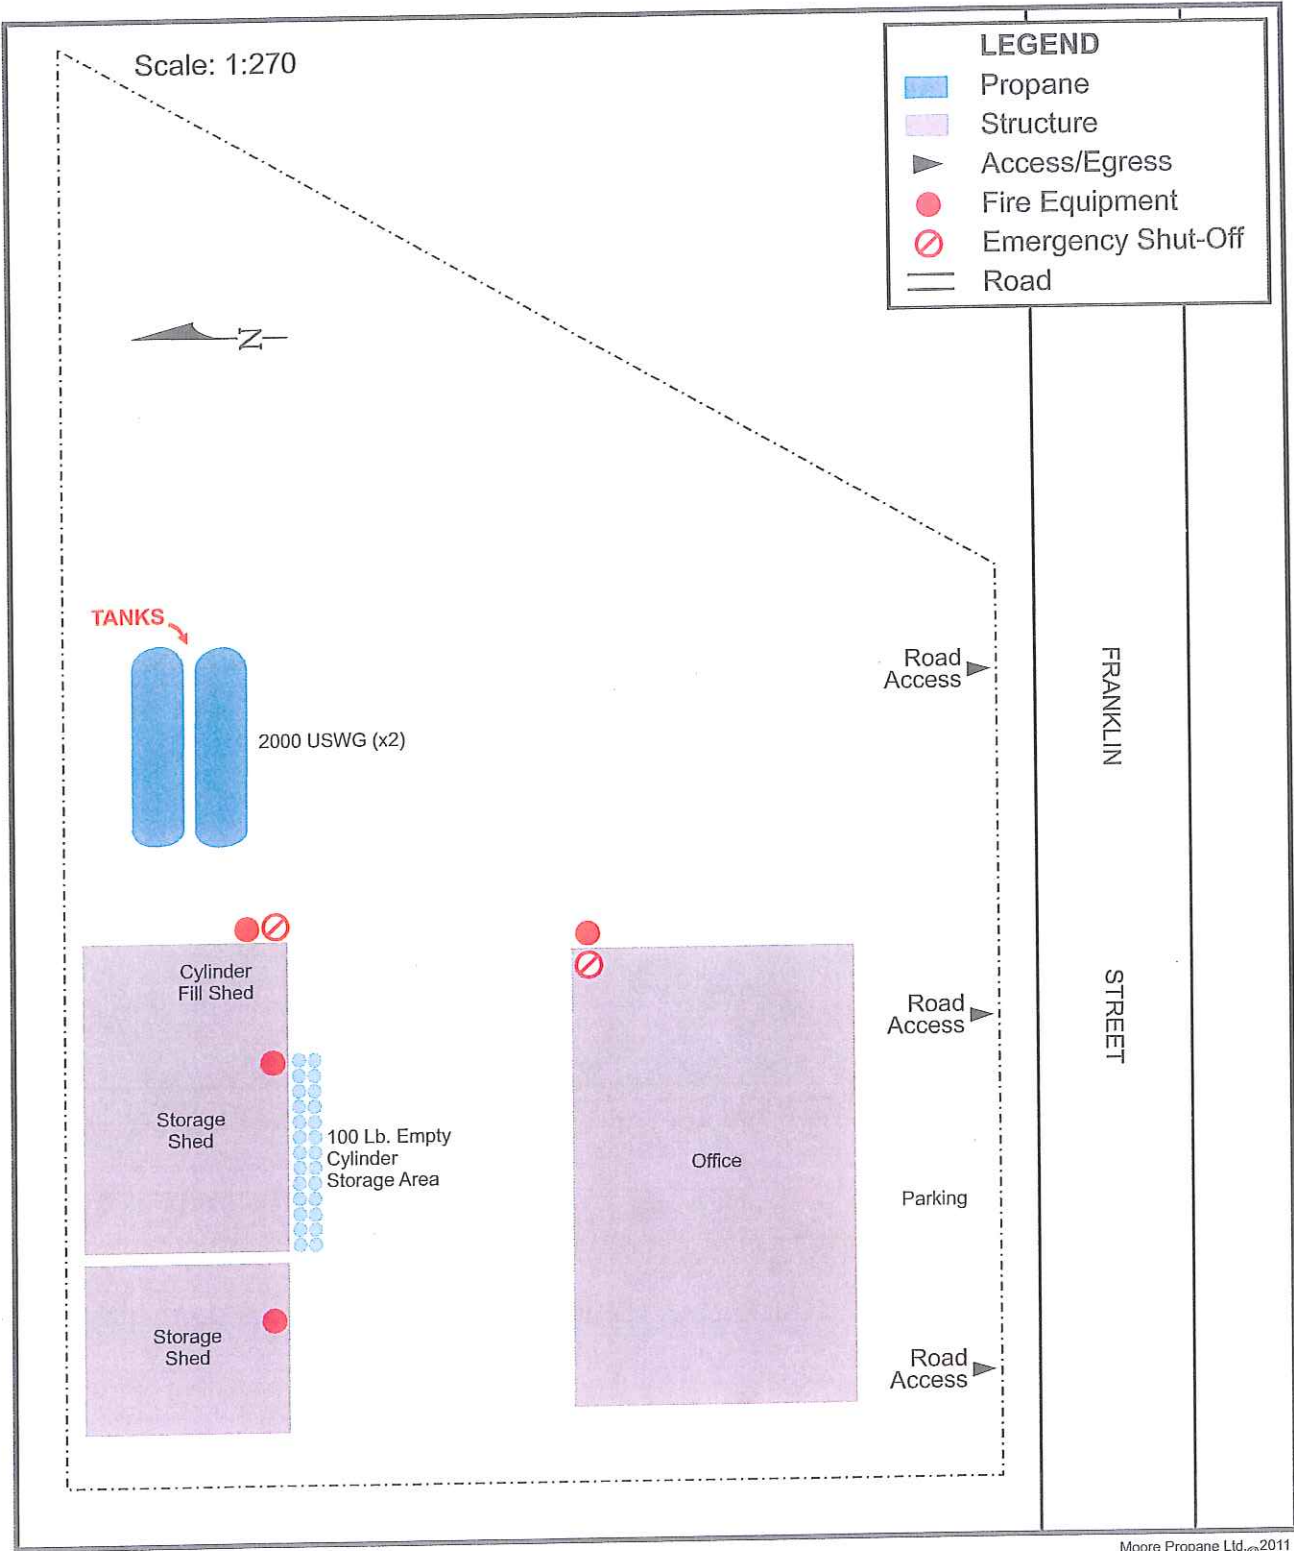 Scale: 1:270
LEGEND
Propane
Structure
Access/Egress
Fire Equipment
Emergency Shut-Off
Road
N
TANKS
2000 USWG (x2)
Road
Access
FRANKLIN
STREET
Cylinder
Fill Shed
Storage
Shed
100 Lb. Empty
Cylinder
Storage Area
Office
Road
Access
Parking
Storage
Shed
Road
Access
Moore Propane Ltd.©2011